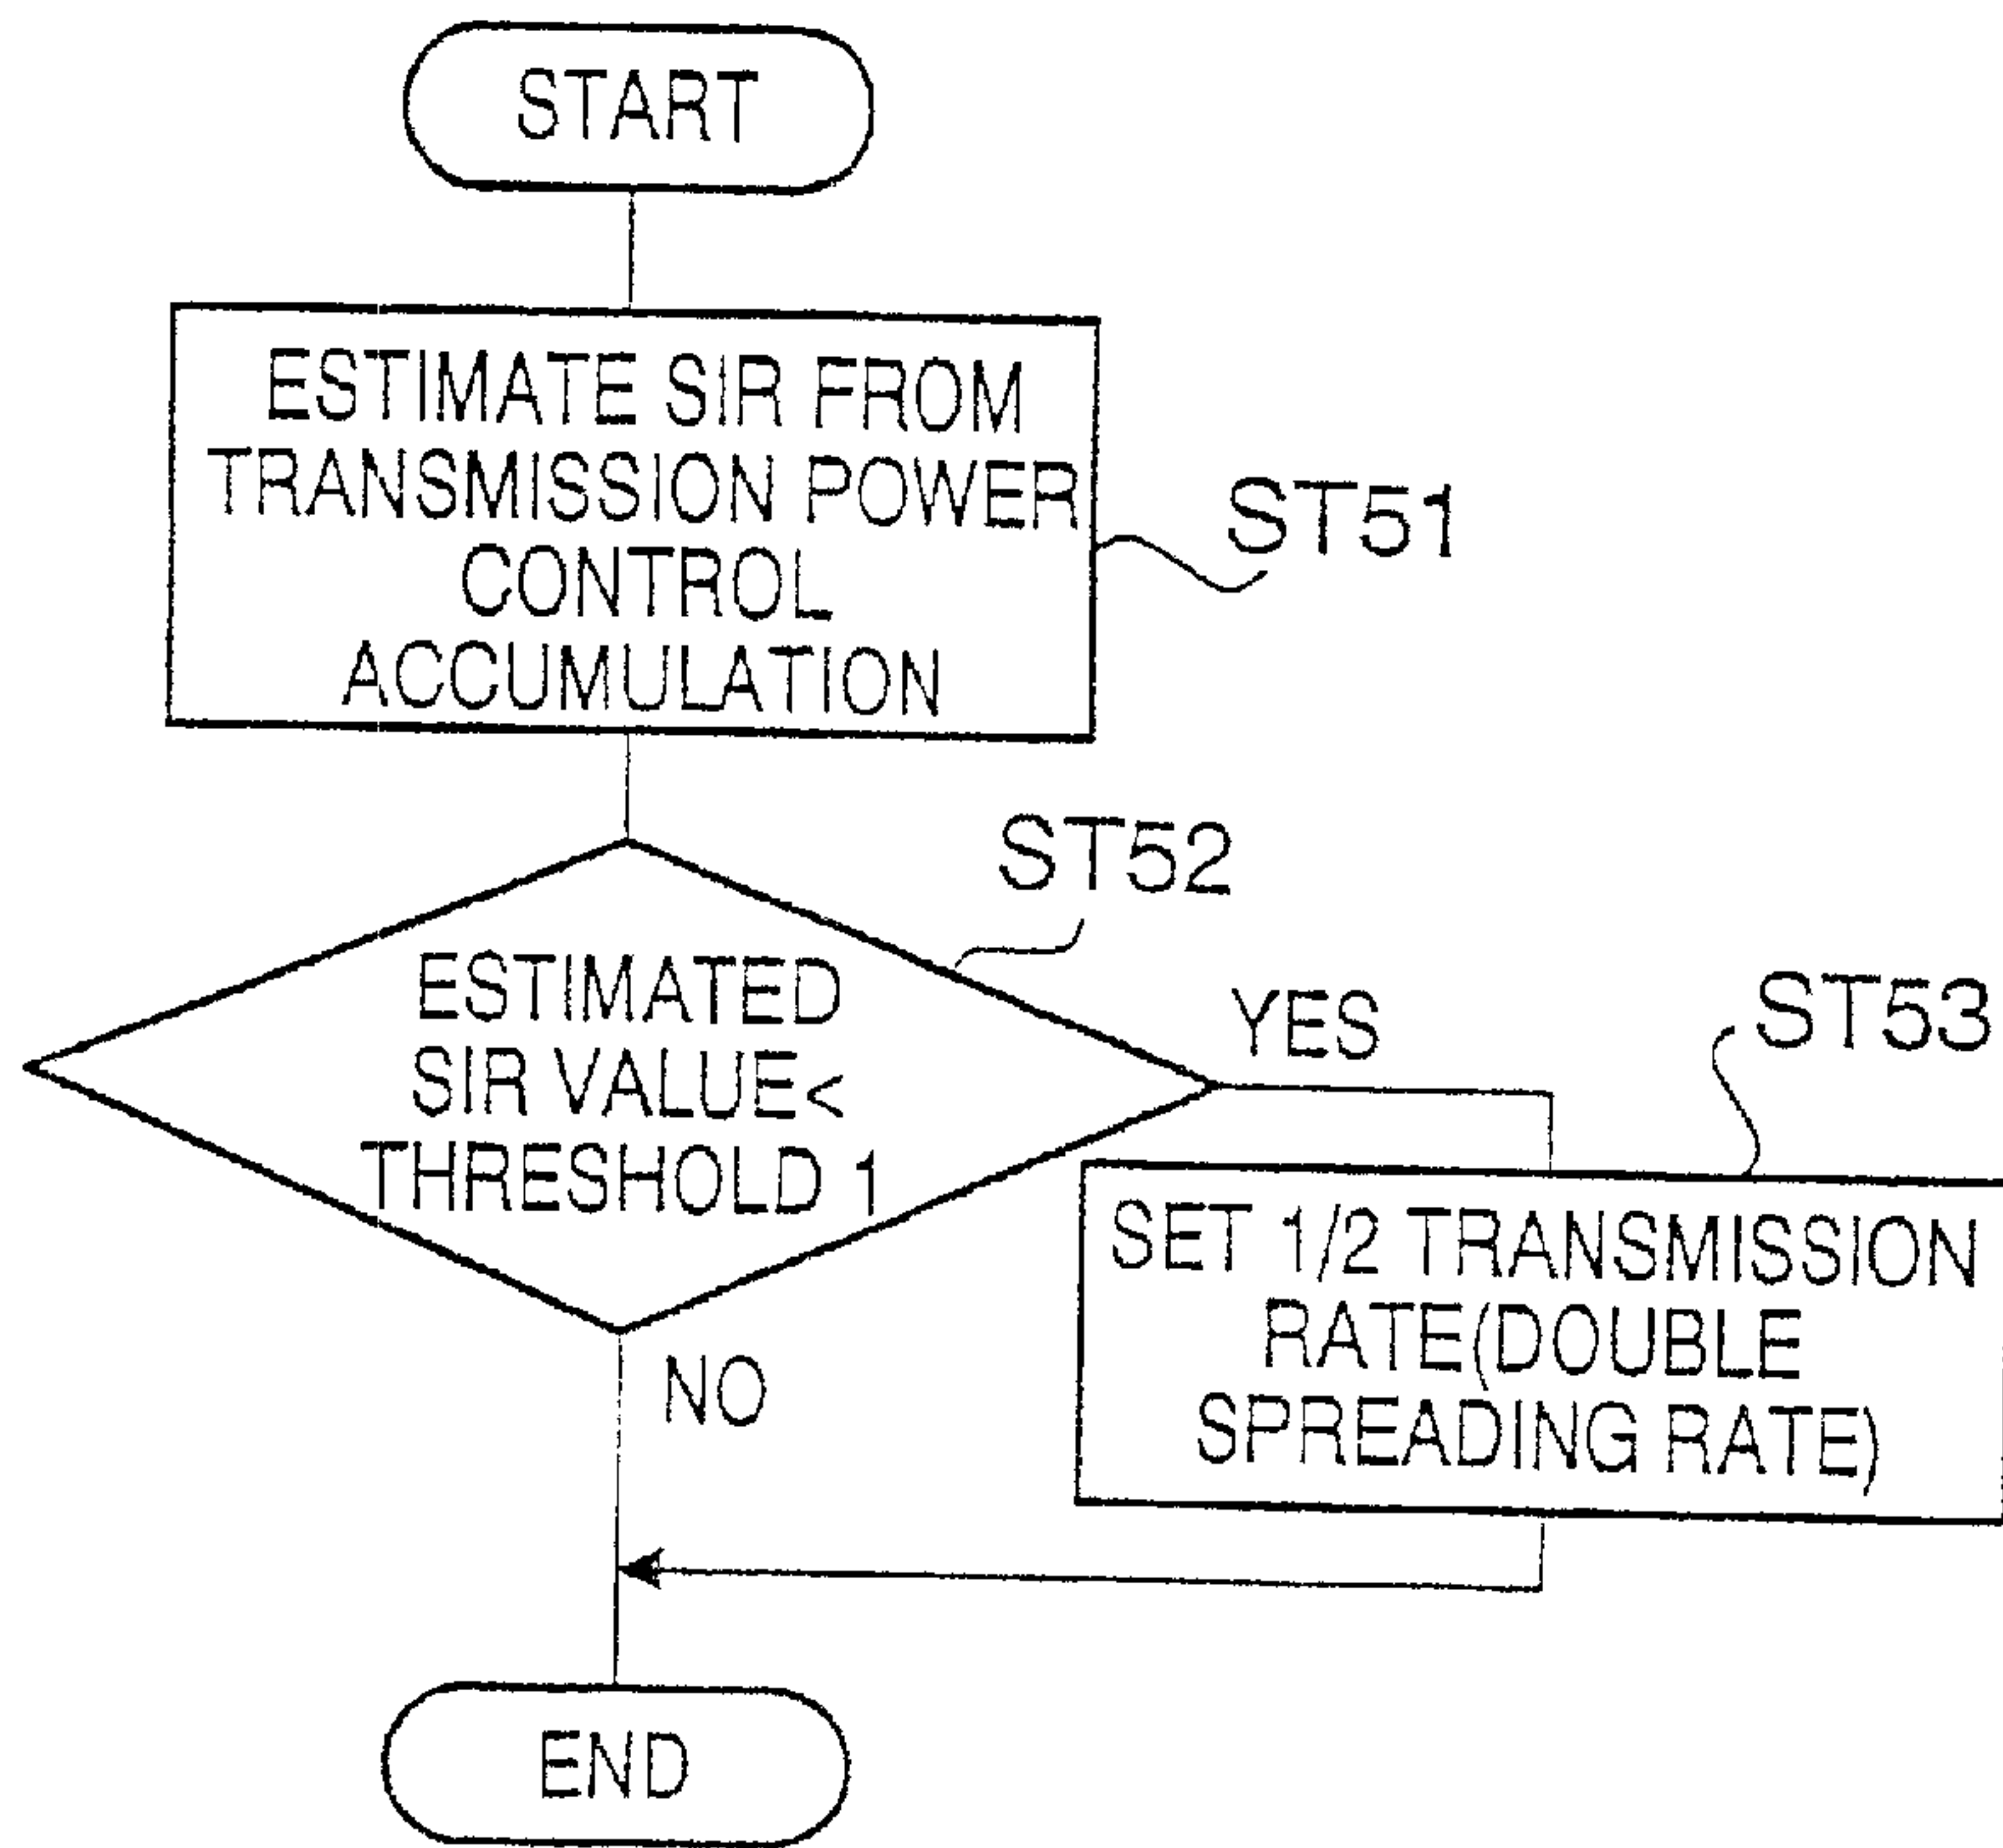 START
ESTIMATE SIR FROM
TRANSMISSION POWER
CONTROL
ACCUMULATION
ST51
ST52
ESTIMATED
SIR VALUE<
THRESHOLD 1
YES
ST53
SET 1/2 TRANSMISSION
RATE(DOUBLE
SPREADING RATE)
NO
END